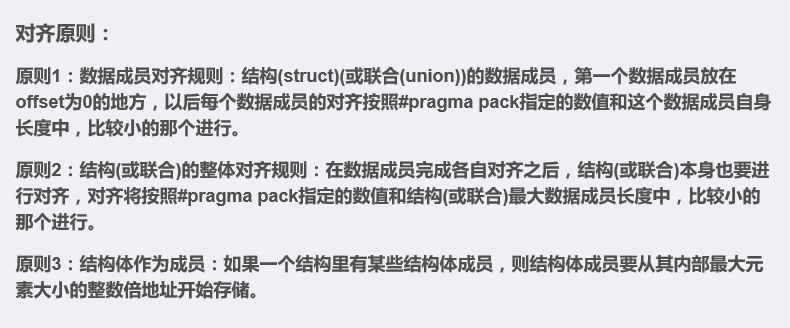 对齐原则：
原则1：数据成员对齐规则：结构(struct)(或联合(union))的数据成员，第一个数据成员放在
offset为0的地方，以后每个数据成员的对齐按照#pragma pack指定的数值和这个数据成员自身
长度中，比较小的那个进行。
原则2：结构(或联合)的整体对齐规则：在数据成员完成各自对齐之后，结构(或联合)本身也要进
行对齐，对齐将按照#pragma pack指定的数值和结构(或联合)最大数据成员长度中，比较小的
那个进行。
原则3：结构体作为成员：如果一个结构里有某些结构体成员，则结构体成员要从其内部最大元
素大小的整数倍地址开始存储。